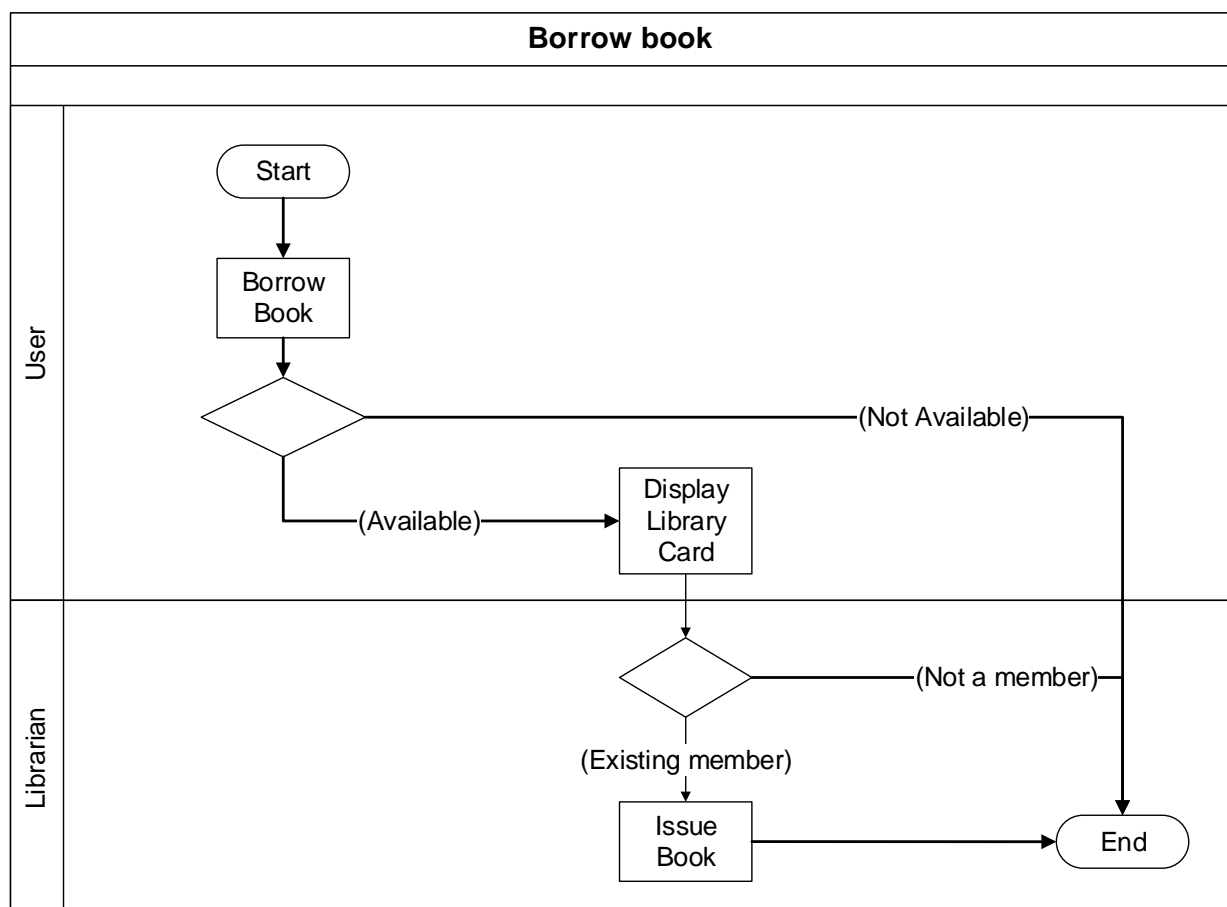 Borrow book
User
Start
Borrow
Book
(Not Available)
(Available)
Display
Library
Card
Librarian
(Not a member)
(Existing member)
Issue
Book
End